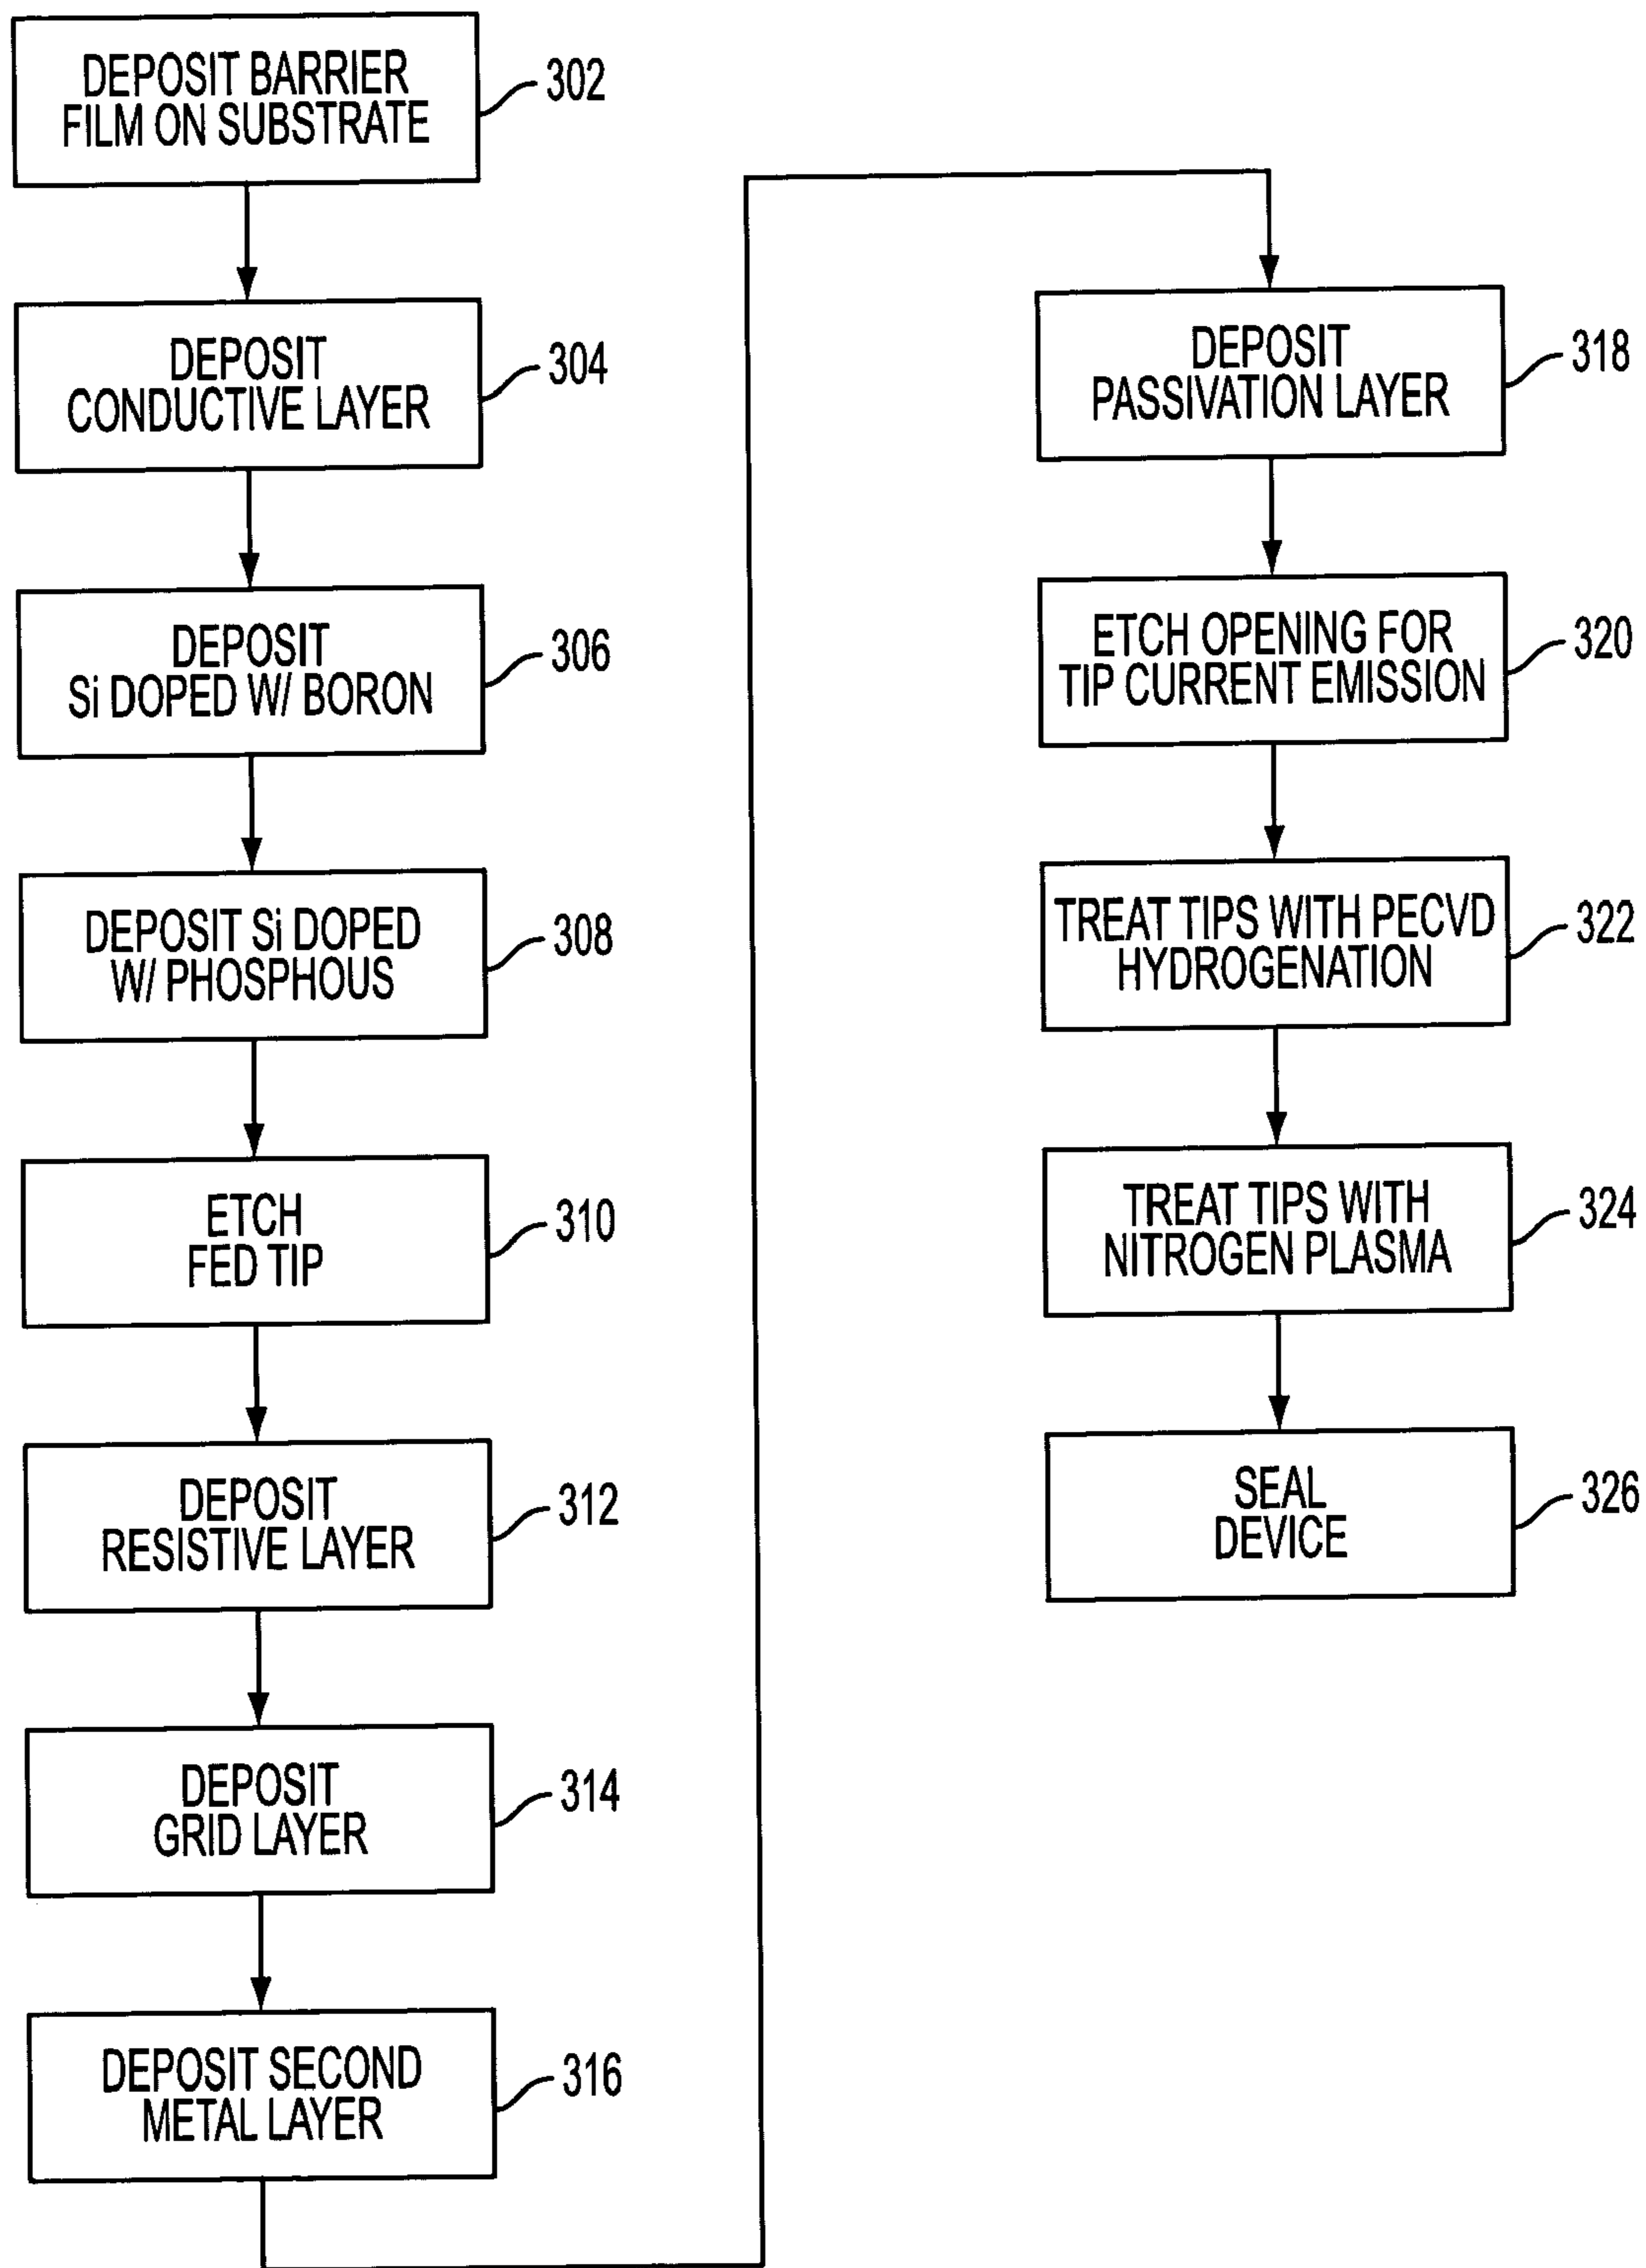 DEPOSIT BARRIER
FILM ON SUBSTRATE
302
DEPOSIT
CONDUCTIVE LAYER
304
DEPOSIT
Si DOPED W/ BORON
306
DEPOSIT Si DOPED
W/ PHOSPHOUS
308
ETCH
FED TIP
310
DEPOSIT
RESISTIVE LAYER
312
DEPOSIT
GRID LAYER
314
DEPOSIT SECOND
METAL LAYER
316
DEPOSIT
PASSIVATION LAYER
318
ETCH OPENING FOR
TIP CURRENT EMISSION
320
TREAT TIPS WITH PECVD
HYDROGENATION
322
TREAT TIPS WITH
NITROGEN PLASMA
324
SEAL
DEVICE
326